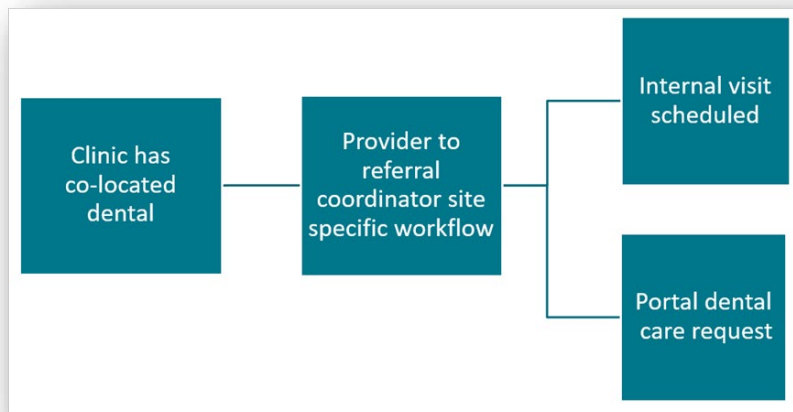 Clinic has
co-located
dental
Provider to
referral
coordinator site
specific workflow
Internal visit
scheduled
Portal dental
care request